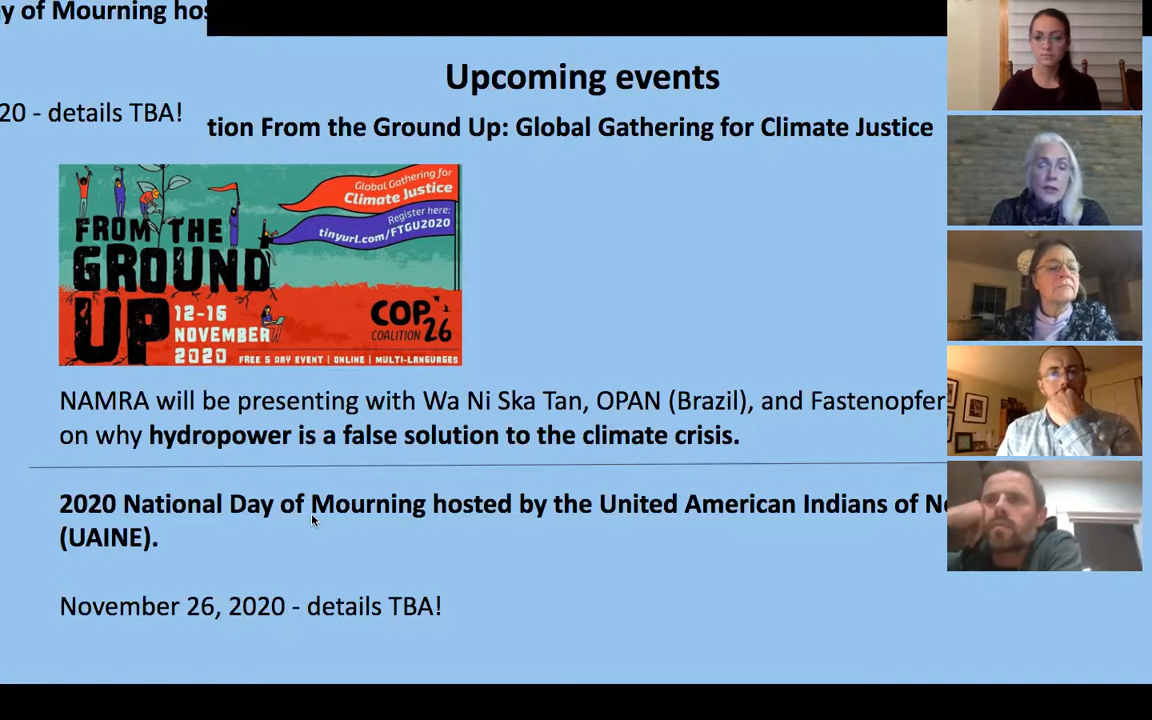 y of Mourning hos
Upcoming events
20 - details TBA!
tion From the Ground Up: Global Gathering for Climate Justice
Global Gathering for
Climate Justice
Register here:
tinyurl.com/FTGU2020
FROM THE
GROUND
UP
12-15
NOVEMBER
2020
COP
26
COALITION
FREE 5 DAY EVENT | ONLINE | MULTI-LANGUAGES
NAMRA will be presenting with Wa Ni Ska Tan, OPAN (Brazil), and Fastenopfer
on why hydropower is a false solution to the climate crisis.
2020 National Day of Mourning hosted by the United American Indians of Ne
(UAINE).
November 26, 2020 - details TBA!